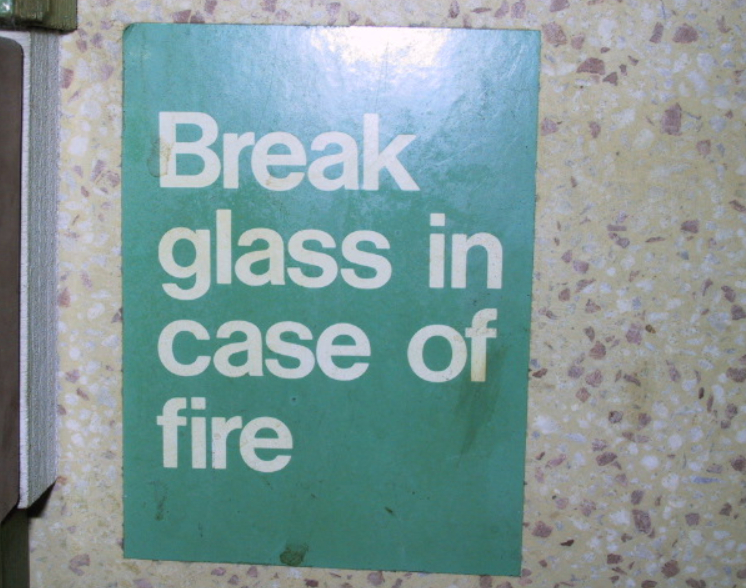 Break
glass in
case of
fire